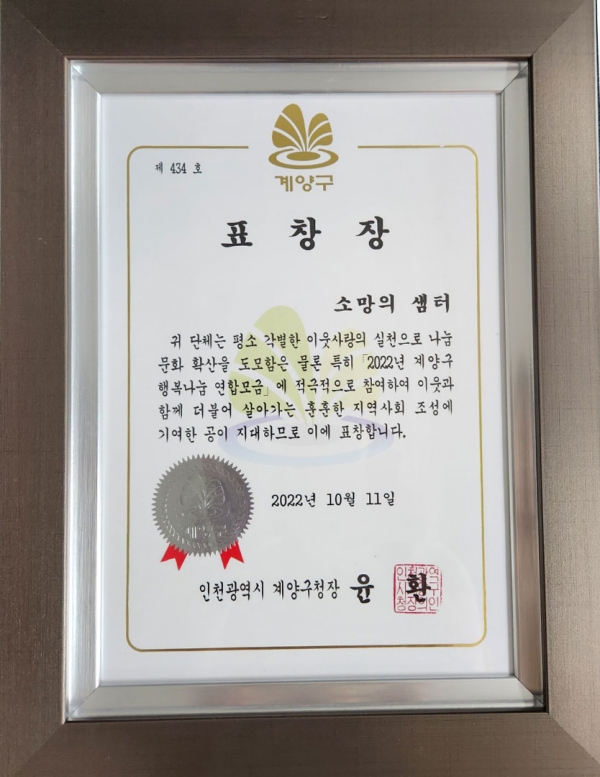 계양구
제 434 호
표 창 장
소망의 샘터
귀 단체는 평소 각별한 이웃사랑의 실천으로 나눔
문화 확산을 도모함은 물론 특히 「2022년 계양구
행복나눔 연합모금」에 적극적으로 참여하여 이웃과
함께 더불어 살아가는 훈훈한 지역사회 조성에
기여한 공이 지대하므로 이에 표창합니다.
2022년 10월 11일
인천광역시 계양구청장 윤 환